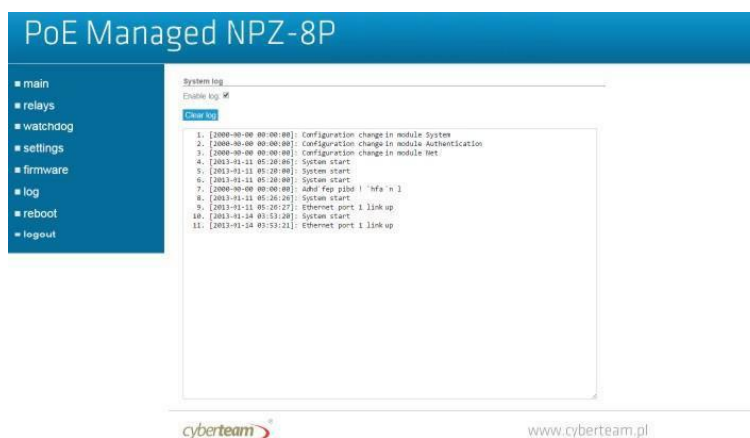 PoE Managed NPZ-8P
main
relays
watchdog
settings
firmware
log
reboot
logout
System log
Enable log:
Clear log
1. [2000-00-00 00:00:00]: Configuration change in module System
2. [2000-00-00 00:00:00]: Configuration change in module Authentication
3. [2000-00-00 00:00:00]: Configuration change in module Net
4. [2013-01-11 05:20:06]: System start
5. [2013-01-11 05:20:00]: System start
6. [2013-01-11 05:20:00]: System start
7. [2000-00-00 00:00:00]: !
8. [2013-01-11 05:26:26]: System start
9. [2013-01-11 05:26:27]: Ethernet port 1 link up
10. [2013-01-14 03:53:20]: System start
11. [2013-01-14 03:53:21]: Ethernet port 1 link up
cyberteam
www.cyberteam.pl